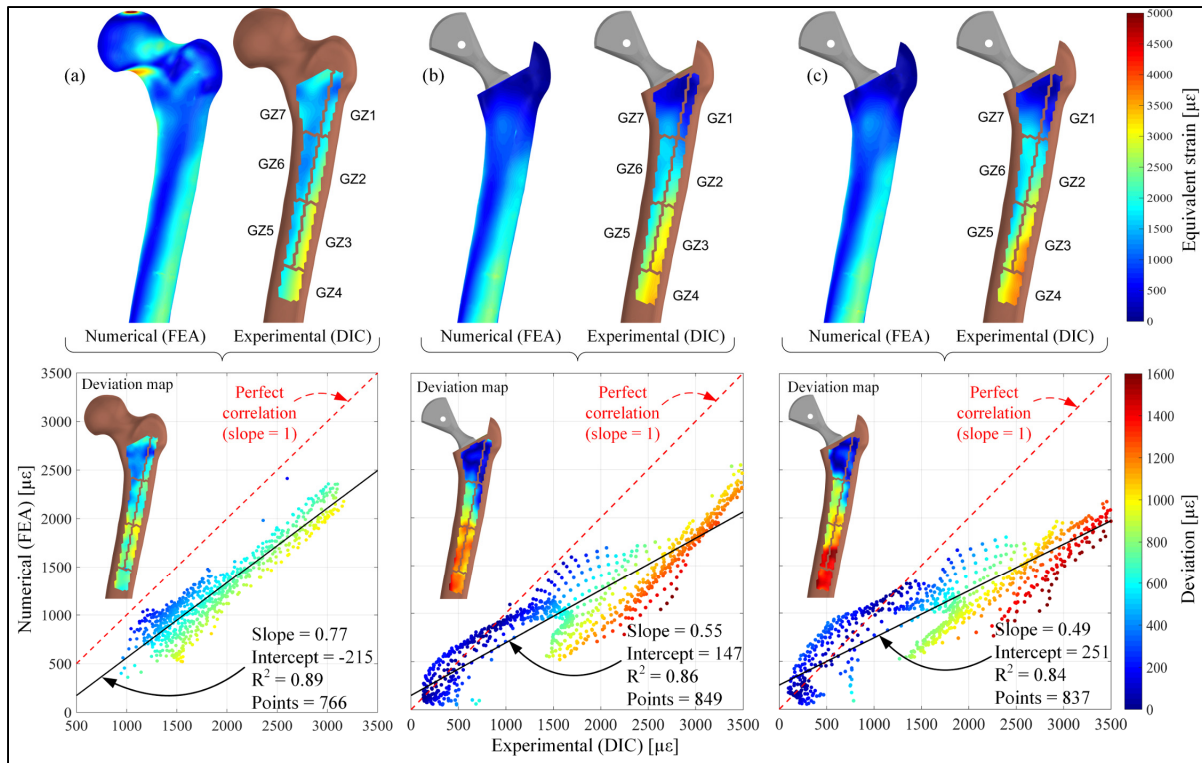 (a)
GZ7
GZ1
GZ6
GZ2
GZ5
GZ3
GZ4
Numerical (FEA)
Experimental (DIC)
(b)
GZ7
GZ1
GZ6
GZ2
GZ5
GZ3
GZ4
Numerical (FEA)
Experimental (DIC)
(c)
GZ7
GZ1
GZ6
GZ2
GZ5
GZ3
GZ4
Numerical (FEA)
Experimental (DIC)
5000
4500
4000
3500
3000
2500
2000
1500
1000
500
0
Equivalent strain [με]
3500
3000
2500
2000
1500
1000
500
0
Numerical (FEA) [με]
Deviation map
Perfect
correlation
(slope = 1)
Slope = 0.77
Intercept = -215
R² = 0.89
Points = 766
500 1000 1500 2000 2500 3000 3500
Deviation map
Perfect
correlation
(slope = 1)
Slope = 0.55
Intercept = 147
R² = 0.86
Points = 849
0 500 1000 1500 2000 2500 3000 3500
Deviation map
Perfect
correlation
(slope = 1)
Slope = 0.49
Intercept = 251
R² = 0.84
Points = 837
0 500 1000 1500 2000 2500 3000 3500
Experimental (DIC) [με]
1600
1400
1200
1000
800
600
400
200
0
Deviation [με]